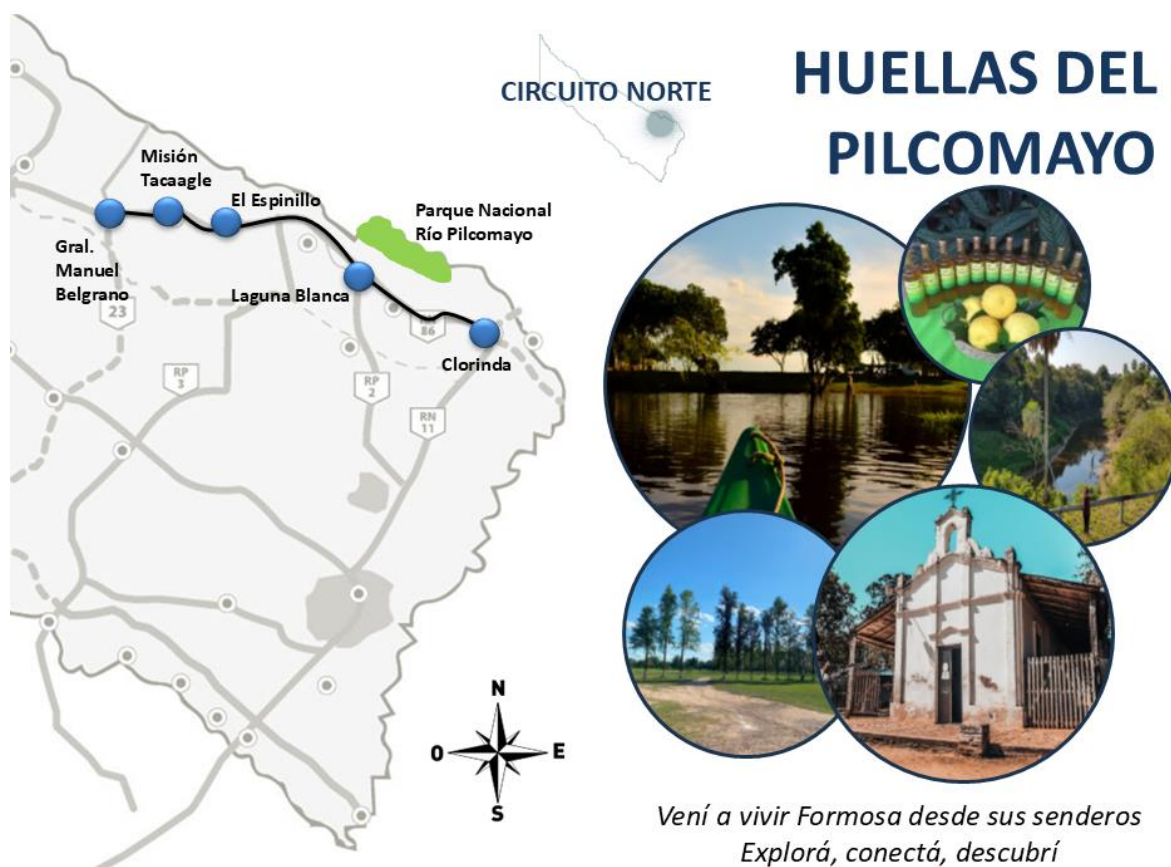 CIRCUITO NORTE
HUELLAS DEL
PILCOMAYO
Misión
Tacaagle
El Espinillo
Parque Nacional
Río Pilcomayo
Gral.
Manuel
Belgrano
Laguna Blanca
Clorinda
23
86
RP
3
RP
2
RN
11
N
O
E
S
Vení a vivir Formosa desde sus senderos
Explorá, conectá, descubrí